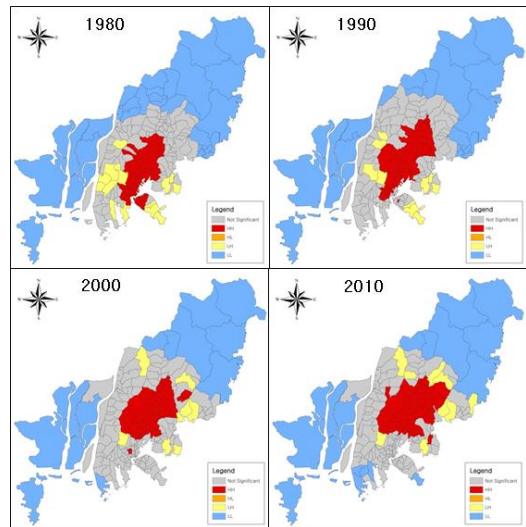 1980
N
Legend
Not Significant
HH
HL
LH
LL
1990
N
Legend
Not Significant
HH
HL
LH
LL
2000
N
Legend
Not Significant
HH
HL
LH
LL
2010
N
Legend
Not Significant
HH
HL
LH
LL